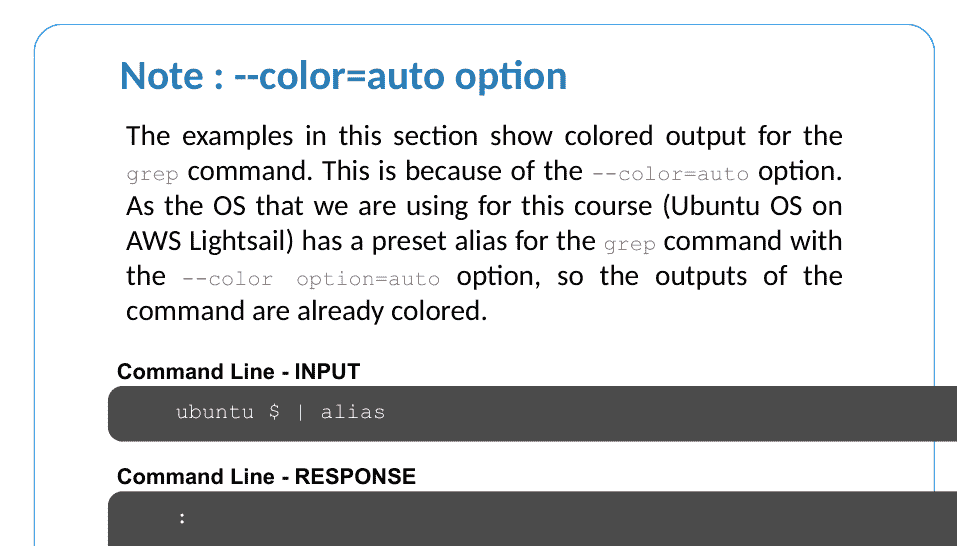 Note : --color=auto option
The examples in this section show colored output for the
grep command. This is because of the --color=auto option.
As the OS that we are using for this course (Ubuntu OS on
AWS Lightsail) has a preset alias for the grep command with
the --color option=auto option, so the outputs of the
command are already colored.
Command Line - INPUT
ubuntu $ | alias
Command Line - RESPONSE
: